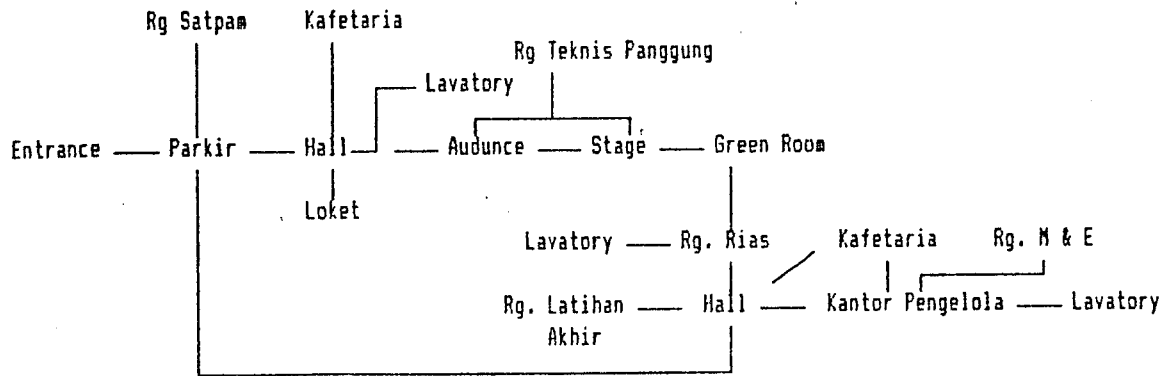 Rg Satpam Kafetaria
Rg Teknis Panggung
Lavatory
Entrance Parkir Hall Audunce Stage Green Room
Loket
Lavatory Rg. Rias Kafetaria Rg. M & E
Rg. Latihan Hall Kantor Pengelola Lavatory
Akhir